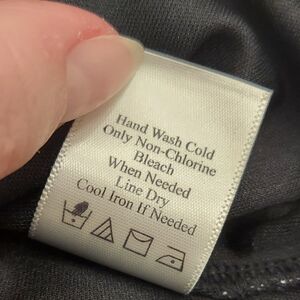 Hand Wash Cold
Only Non-Chlorine
Bleach
When Needed
Line Dry
Cool Iron If Needed